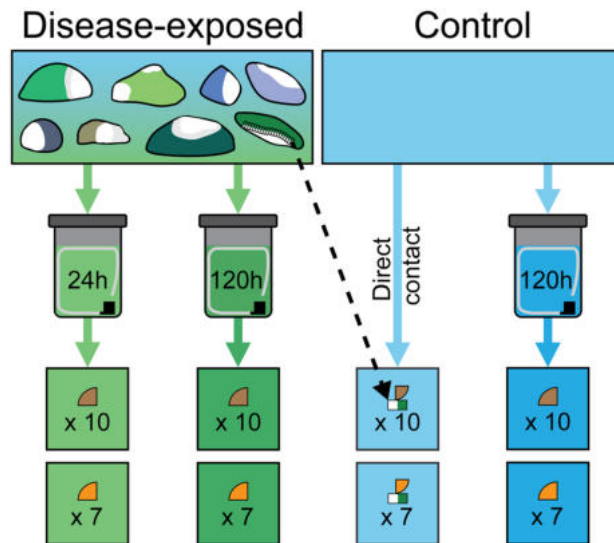 Disease-exposed
Control
24h
120h
Direct
contact
120h
x 10
x 10
x 10
x 10
x 7
x 7
x 7
x 7